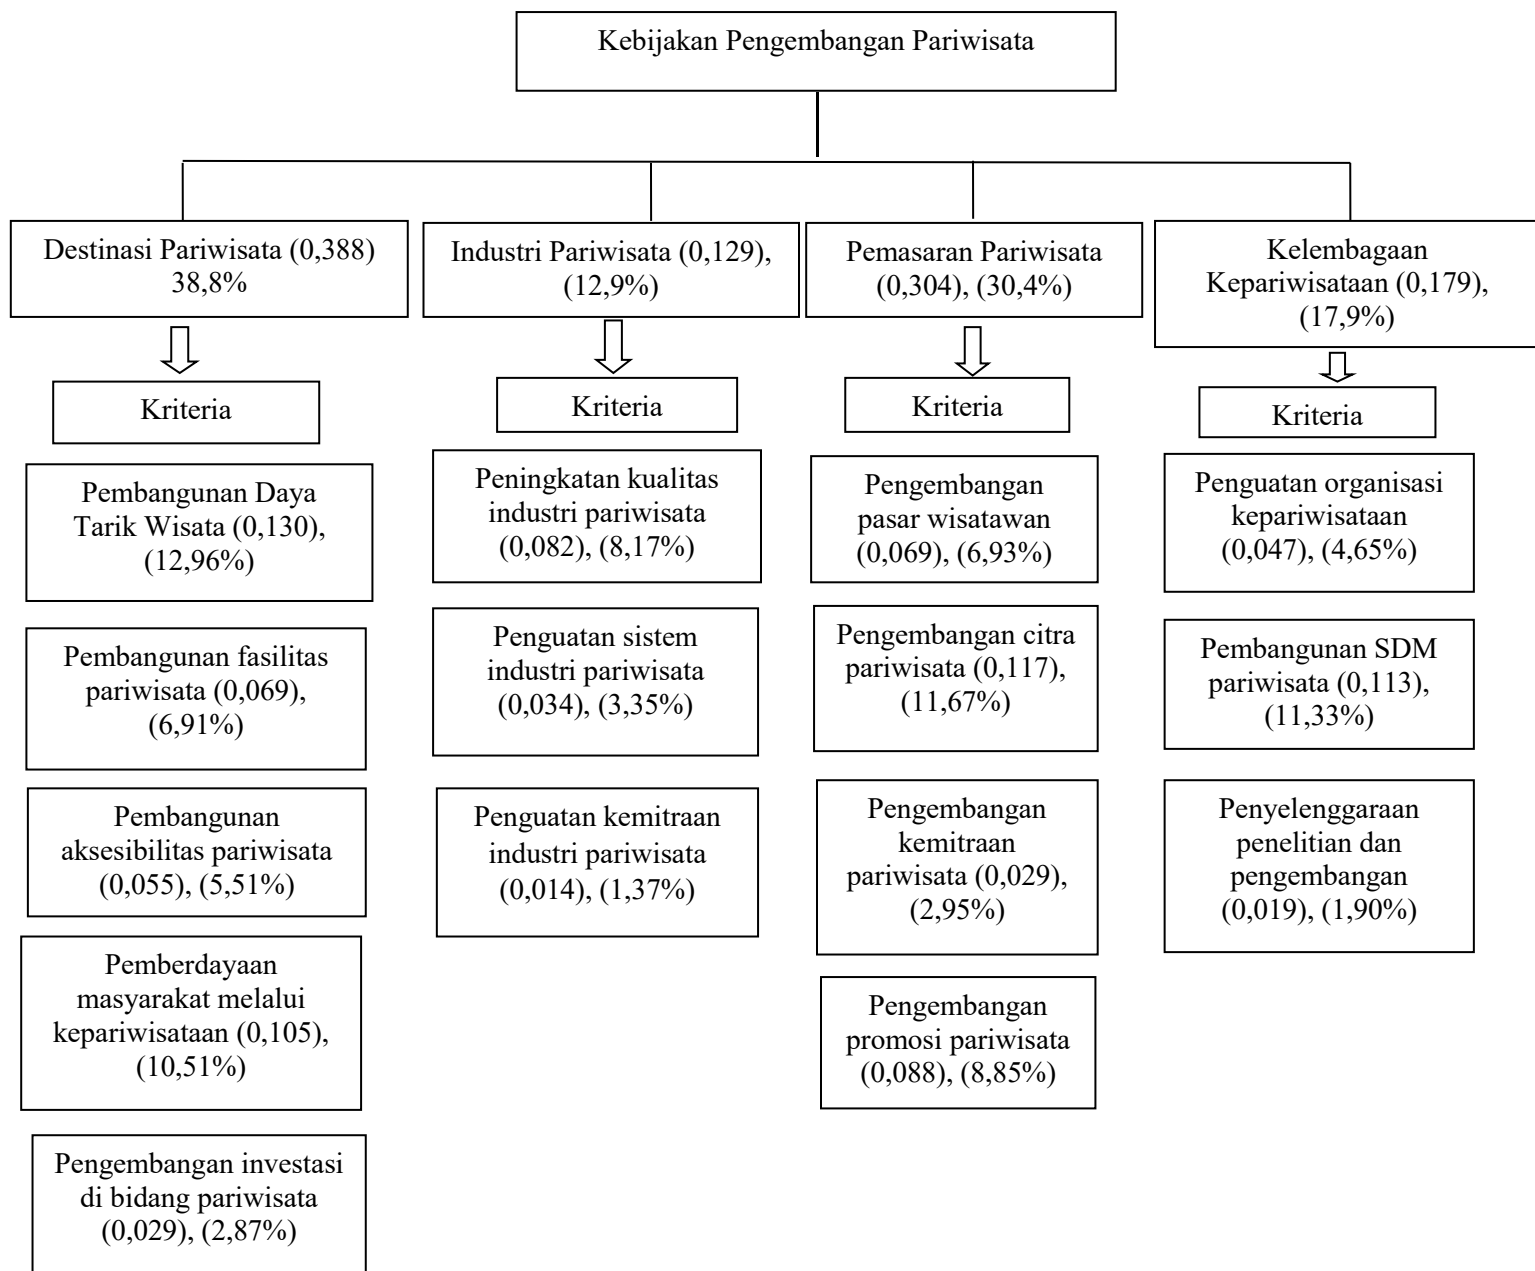 Kebijakan Pengembangan Pariwisata
Destinasi Pariwisata (0,388)
38,8%
Industri Pariwisata (0,129),
(12,9%)
Pemasaran Pariwisata
(0,304), (30,4%)
Kelembagaan
Kepariwisataan (0,179),
(17,9%)
Kriteria
Kriteria
Kriteria
Kriteria
Pembangunan Daya
Tarik Wisata (0,130),
(12,96%)
Pembangunan fasilitas
pariwisata (0,069),
(6,91%)
Pembangunan
aksesibilitas pariwisata
(0,055), (5,51%)
Pemberdayaan
masyarakat melalui
kepariwisataan (0,105),
(10,51%)
Pengembangan investasi
di bidang pariwisata
(0,029), (2,87%)
Peningkatan kualitas
industri pariwisata
(0,082), (8,17%)
Penguatan sistem
industri pariwisata
(0,034), (3,35%)
Penguatan kemitraan
industri pariwisata
(0,014), (1,37%)
Pengembangan
pasar wisatawan
(0,069), (6,93%)
Pengembangan citra
pariwisata (0,117),
(11,67%)
Pengembangan
kemitraan
pariwisata (0,029),
(2,95%)
Pengembangan
promosi pariwisata
(0,088), (8,85%)
Penguatan organisasi
kepariwisataan
(0,047), (4,65%)
Pembangunan SDM
pariwisata (0,113),
(11,33%)
Penyelenggaraan
penelitian dan
pengembangan
(0,019), (1,90%)